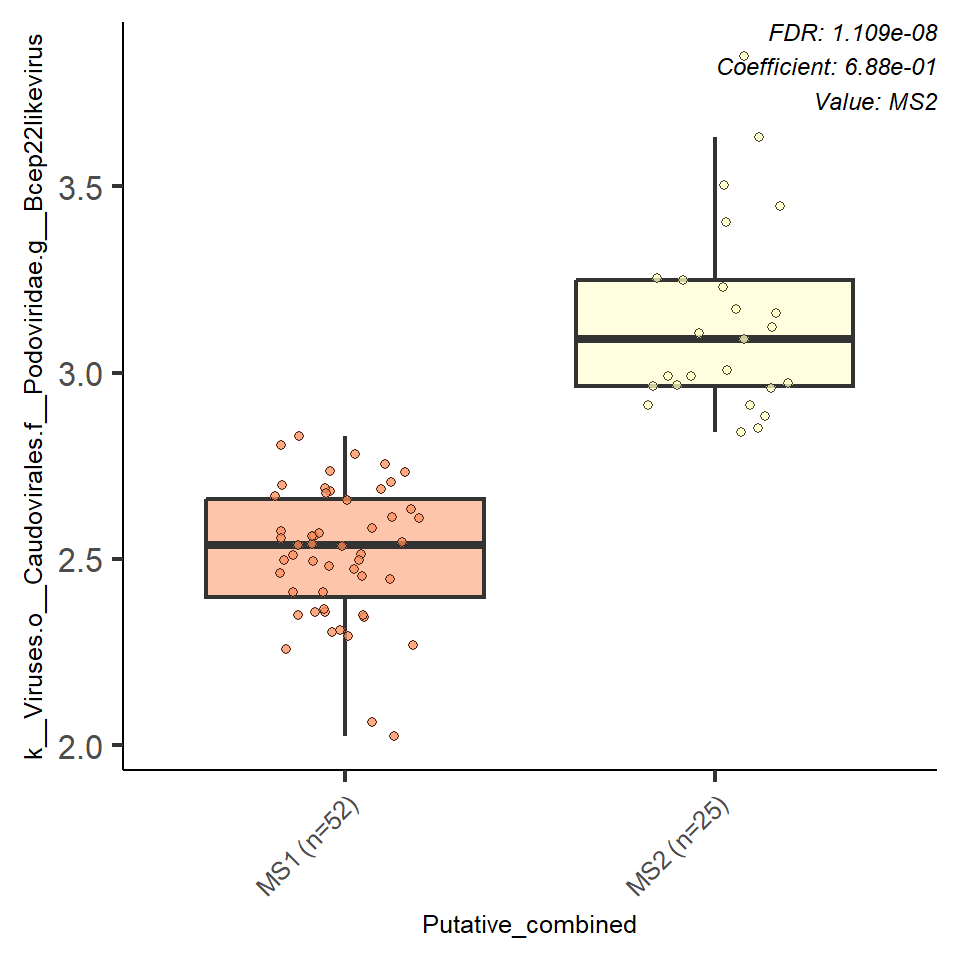 FDR: 1.109e-08
Coefficient: 6.88e-01
Value: MS2
k__Viruses.o__Caudovirales.f__Podoviridae.g__Bcep22likevirus
3.5
3.0
2.5
2.0
MS1 (n=52)
MS2 (n=25)
Putative_combined